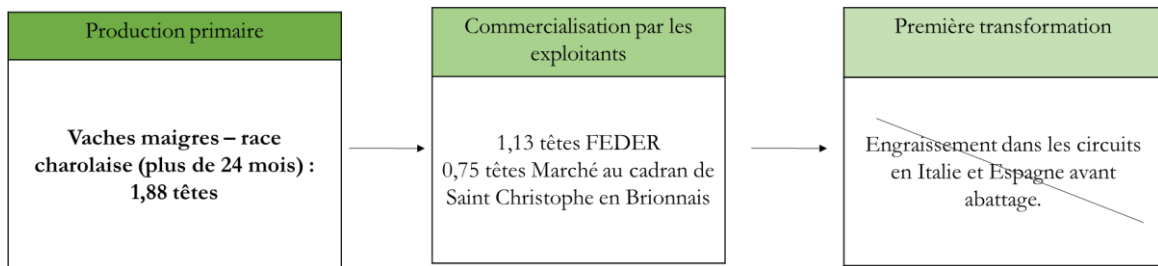 Production primaire
Vaches maigres – race
charolaise (plus de 24 mois) :
1,88 têtes
Commercialisation par les
exploitants
1,13 têtes FEDER
0,75 têtes Marché au cadran de
Saint Christophe en Brionnais
Première transformation
Engraissement dans les circuits
en Italie et Espagne avant
abattage.